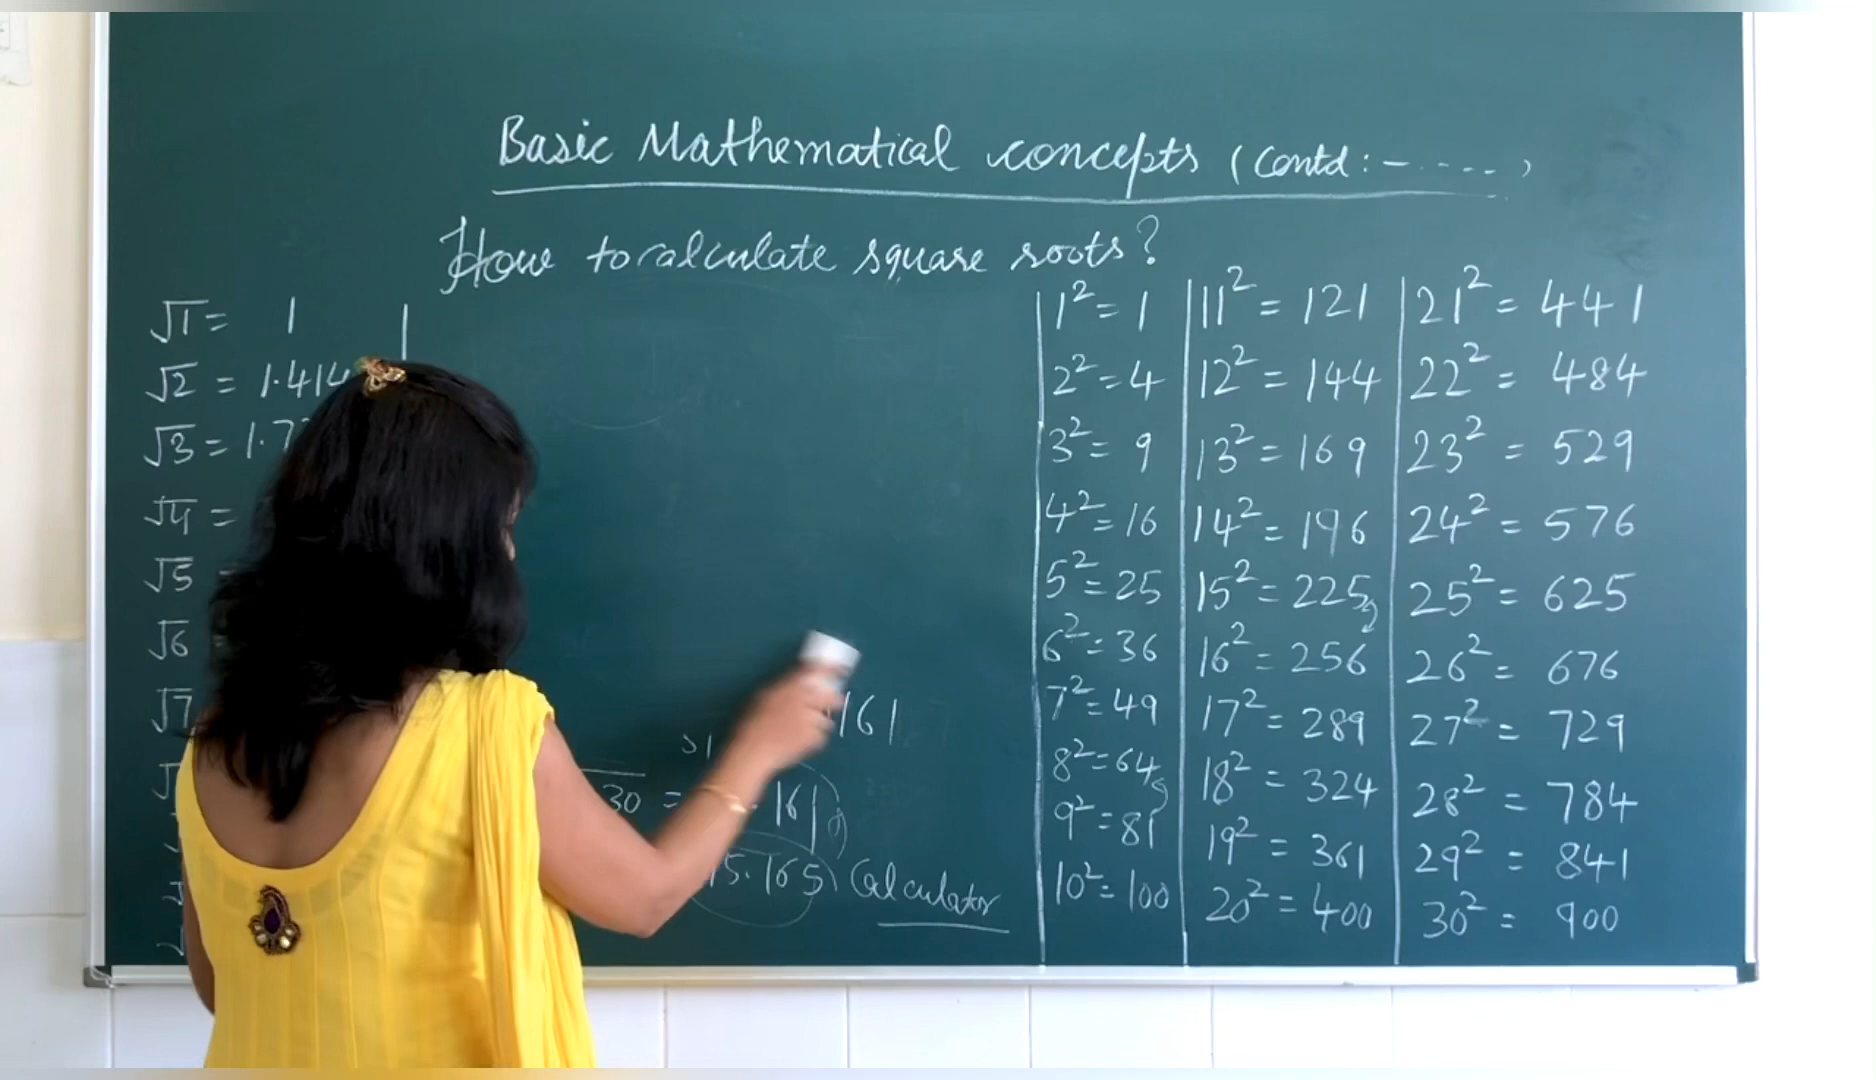 Basic Mathematical concepts (Contd:-.....)
How to calculate square roots?
√1 = 1
√2 = 1.414
√3 = 1.7
√4 =
√5
√6
√7
161
30 = 161
15.165 Calculator
1² = 1
2² = 4
3² = 9
4² = 16
5² = 25
6² = 36
7² = 49
8² = 64
9² = 81
10² = 100
11² = 121
12² = 144
13² = 169
14² = 196
15² = 225
16² = 256
17² = 289
18² = 324
19² = 361
20² = 400
21² = 441
22² = 484
23² = 529
24² = 576
25² = 625
26² = 676
27² = 729
28² = 784
29² = 841
30² = 900